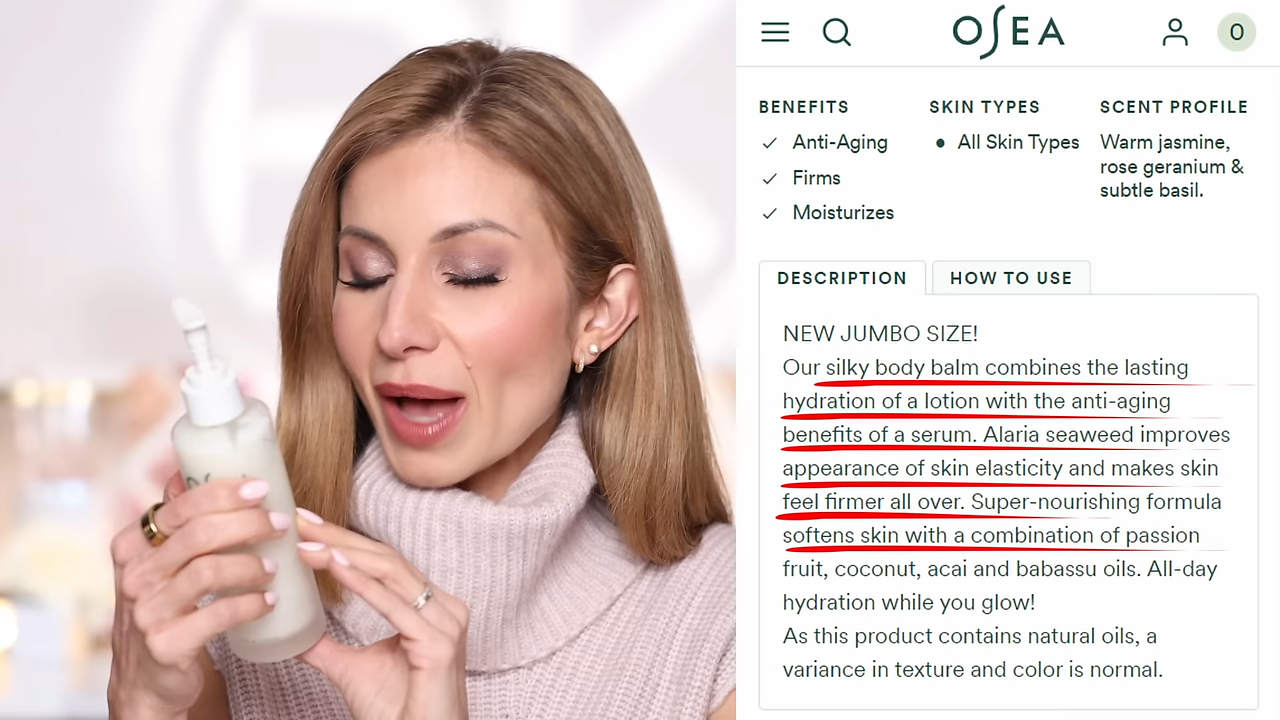 OSEA
0
BENEFITS
Anti-Aging
Firms
Moisturizes
SKIN TYPES
All Skin Types
SCENT PROFILE
Warm jasmine,
rose geranium &
subtle basil.
DESCRIPTION
HOW TO USE
NEW JUMBO SIZE!
Our silky body balm combines the lasting
hydration of a lotion with the anti-aging
benefits of a serum. Alaria seaweed improves
appearance of skin elasticity and makes skin
feel firmer all over. Super-nourishing formula
softens skin with a combination of passion
fruit, coconut, acai and babassu oils. All-day
hydration while you glow!
As this product contains natural oils, a
variance in texture and color is normal.